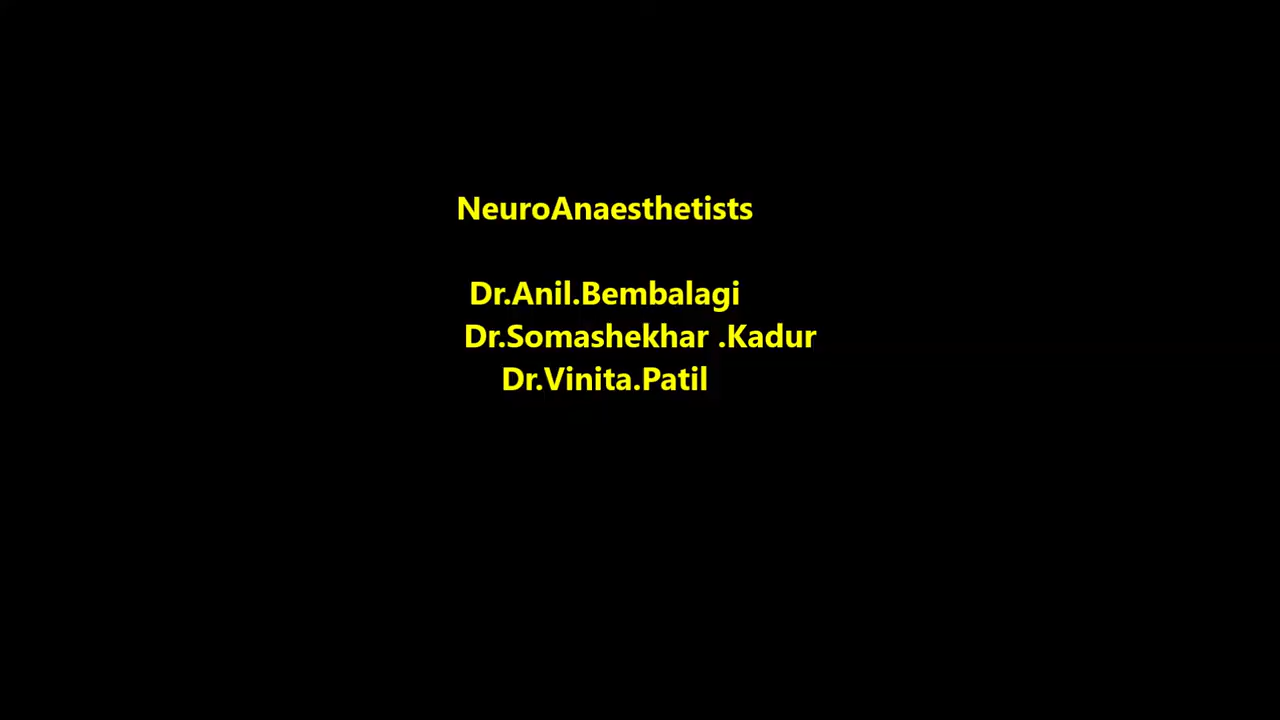 NeuroAnaesthetists
Dr.Anil.Bembalagi
Dr.Somashekhar .Kadur
Dr.Vinita.Patil